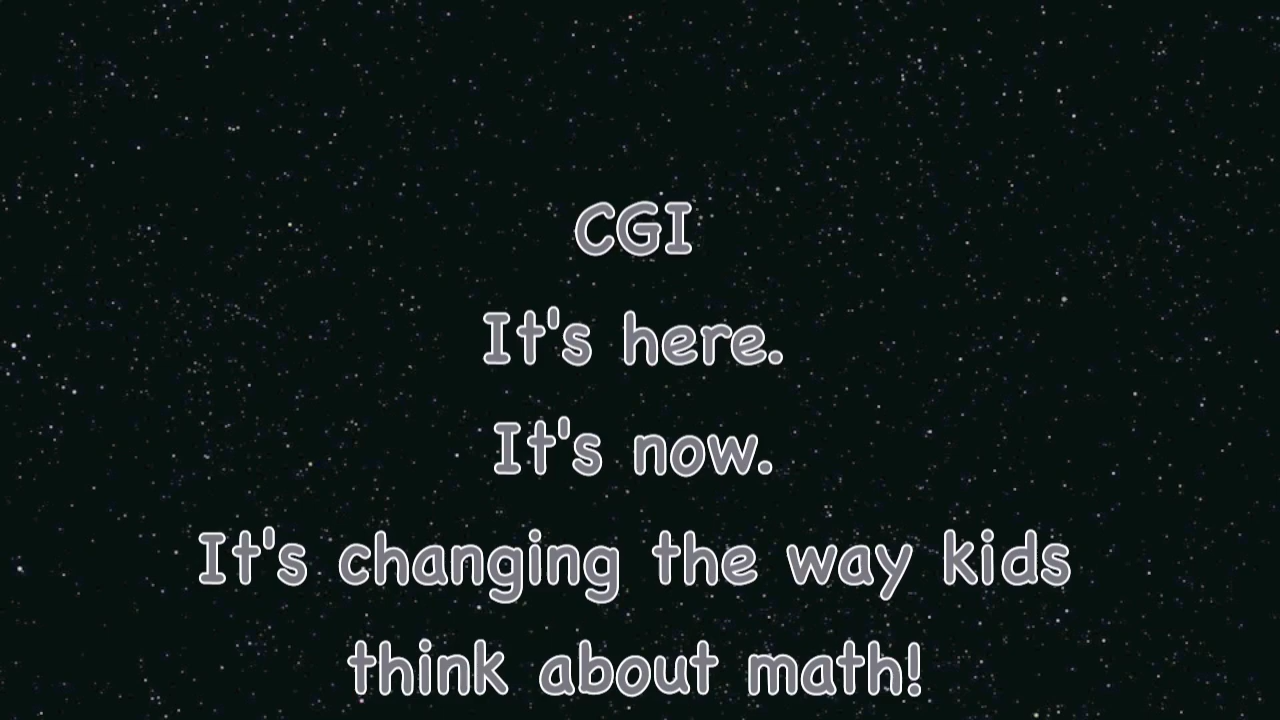 CGI
It's here.
It's now.
It's changing the way kids
think about math!